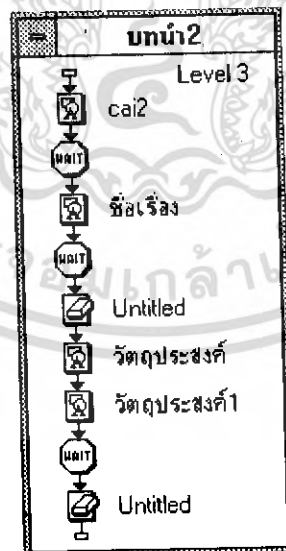 บทนำ2
Level 3
cai2
WAIT
ชื่อเรื่อง
WAIT
Untitled
วัตถุประสงค์
วัตถุประสงค์1
WAIT
Untitled